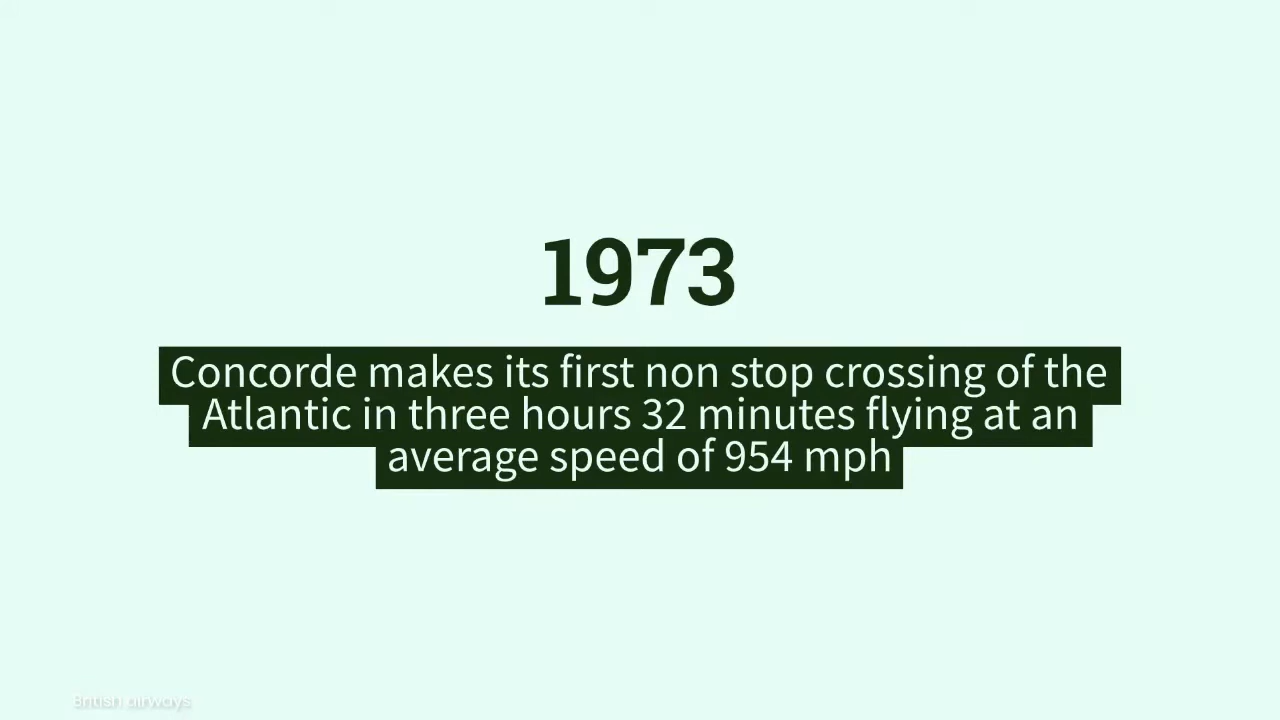 1973
Concorde makes its first non stop crossing of the
Atlantic in three hours 32 minutes flying at an
average speed of 954 mph
British airways